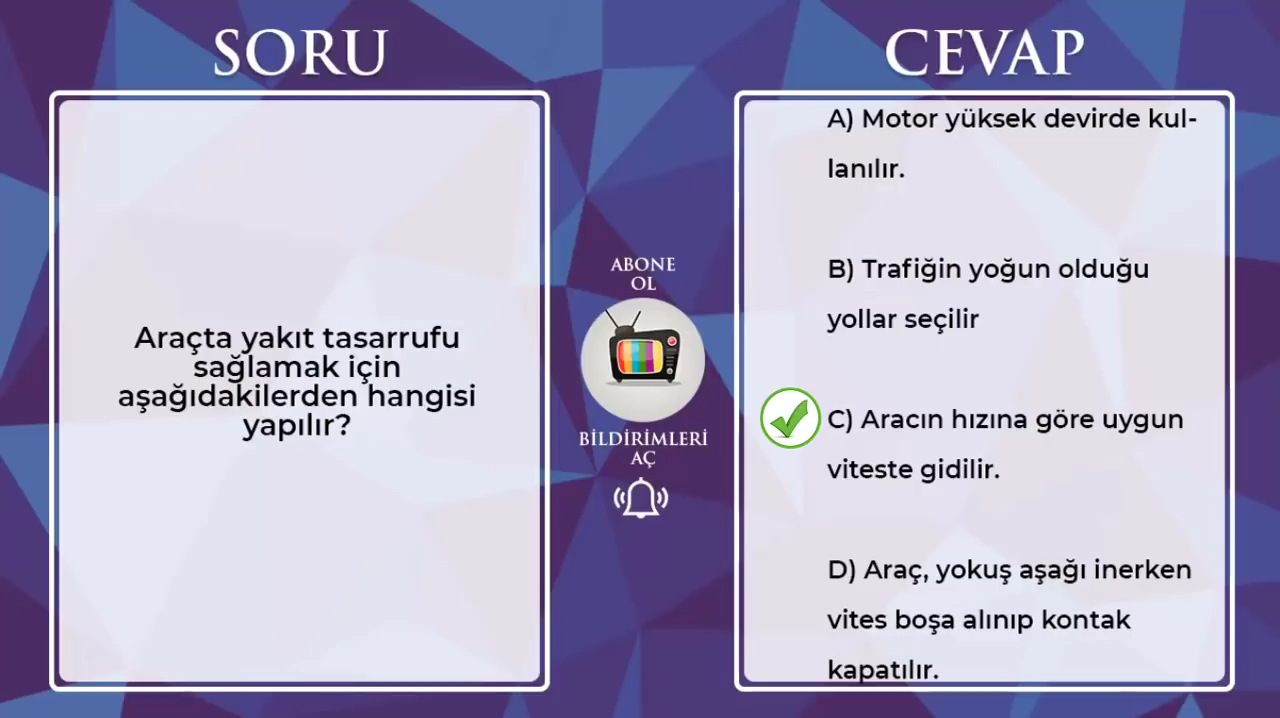 SORU
Araçta yakıt tasarrufu
sağlamak için
aşağıdakilerden hangisi
yapılır?
ABONE
OL
BİLDİRİMLERİ
AÇ
CEVAP
A) Motor yüksek devirde kul-
lanılır.
B) Trafiğin yoğun olduğu
yollar seçilir
C) Aracın hızına göre uygun
viteste gidilir.
D) Araç, yokuş aşağı inerken
vites boşa alınıp kontak
kapatılır.